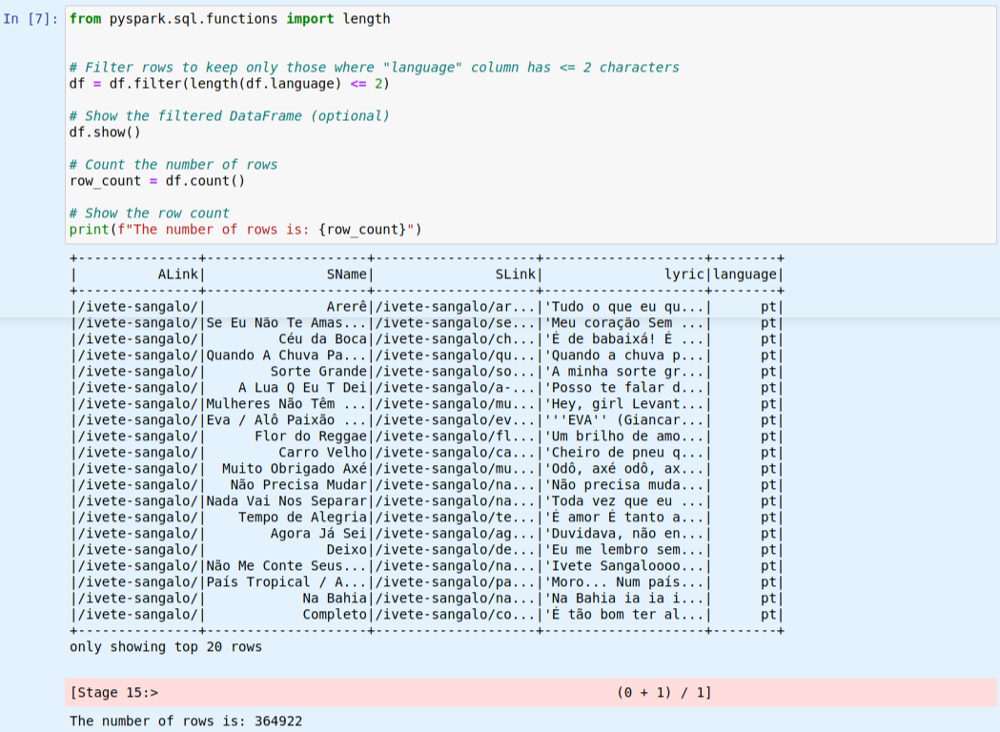 In [7]: from pyspark.sql.functions import length
# Filter rows to keep only those where "language" column has <= 2 characters
df = df.filter(length(df.language) <= 2)
# Show the filtered DataFrame (optional)
df.show()
# Count the number of rows
row_count = df.count()
# Show the row count
print(f"The number of rows is: {row_count}")
+---------------+--------------------+--------------------+--------------------+--------+
|          ALink|               SName|               SLink|               lyric|language|
+---------------+--------------------+--------------------+--------------------+--------+
|/ivete-sangalo/|               Arerê|/ivete-sangalo/ar...|'Tudo o que eu qu...|      pt|
|/ivete-sangalo/|Se Eu Não Te Amas...|/ivete-sangalo/se...|'Meu coração Sem ...|      pt|
|/ivete-sangalo/|         Céu da Boca|/ivete-sangalo/ch...|'É de babaixá! É ...|      pt|
|/ivete-sangalo/|Quando A Chuva Pa...|/ivete-sangalo/qu...|'Quando a chuva p...|      pt|
|/ivete-sangalo/|        Sorte Grande|/ivete-sangalo/so...|'A minha sorte gr...|      pt|
|/ivete-sangalo/|    A Lua Q Eu T Dei|/ivete-sangalo/a-...|'Posso te falar d...|      pt|
|/ivete-sangalo/|Mulheres Não Têm ...|/ivete-sangalo/mu...|'Hey, girl Levant...|      pt|
|/ivete-sangalo/|Eva / Alô Paixão ...|/ivete-sangalo/ev...|'''EVA'' (Giancar...|      pt|
|/ivete-sangalo/|      Flor do Reggae|/ivete-sangalo/fl...|'Um brilho de amo...|      pt|
|/ivete-sangalo/|         Carro Velho|/ivete-sangalo/ca...|'Cheiro de pneu q...|      pt|
|/ivete-sangalo/|  Muito Obrigado Axé|/ivete-sangalo/mu...|'Odô, axé odô, ax...|      pt|
|/ivete-sangalo/|   Não Precisa Mudar|/ivete-sangalo/na...|'Não precisa muda...|      pt|
|/ivete-sangalo/|Nada Vai Nos Separar|/ivete-sangalo/na...|'Toda vez que eu ...|      pt|
|/ivete-sangalo/|    Tempo de Alegria|/ivete-sangalo/te...|'É amor É tanto a...|      pt|
|/ivete-sangalo/|        Agora Já Sei|/ivete-sangalo/ag...|'Duvidava, não en...|      pt|
|/ivete-sangalo/|               Deixo|/ivete-sangalo/de...|'Eu me lembro sem...|      pt|
|/ivete-sangalo/|Não Me Conte Seus...|/ivete-sangalo/na...|'Ivete Sangaloooo...|      pt|
|/ivete-sangalo/|País Tropical / A...|/ivete-sangalo/pa...|'Moro... Num país...|      pt|
|/ivete-sangalo/|            Na Bahia|/ivete-sangalo/na...|'Na Bahia ia ia i...|      pt|
|/ivete-sangalo/|            Completo|/ivete-sangalo/co...|'É tão bom ter al...|      pt|
+---------------+--------------------+--------------------+--------------------+--------+
only showing top 20 rows
[Stage 15:>                                                         (0 + 1) / 1]
The number of rows is: 364922